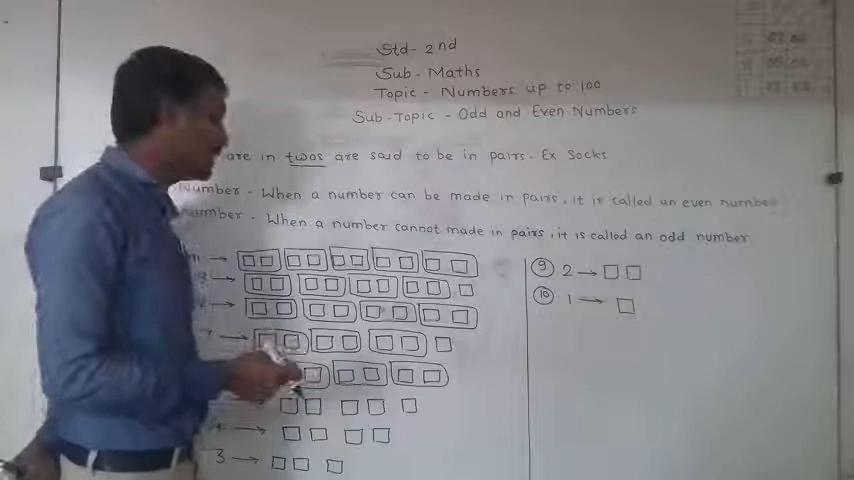 Std- 2nd
Sub- Maths
Topic - Numbers up to 100
Sub-Topic - Odd and Even Numbers
are in twos are said to be in pairs. Ex Socks
Number - When a number can be made in pairs, it is called an even number
number - When a number cannot made in pairs, it is called an odd number
→
→
→
7 →
4 →
3 →
⑨ 2 →
⑩ 1 →